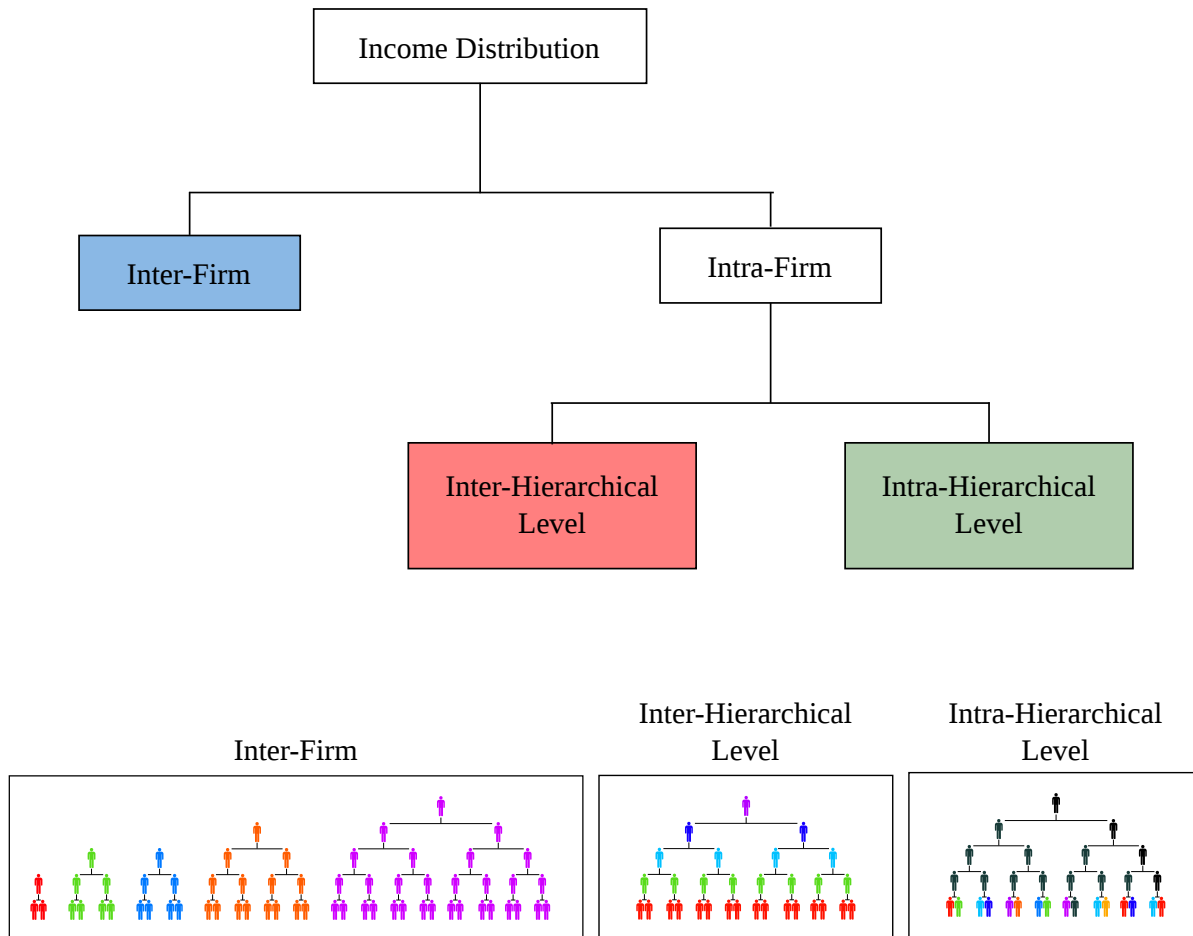 Income Distribution
Inter-Firm
Intra-Firm
Inter-Hierarchical
Level
Intra-Hierarchical
Level
Inter-Firm
Inter-Hierarchical
Level
Intra-Hierarchical
Level